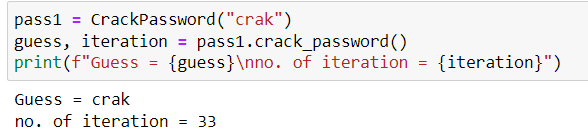 pass1 = CrackPassword("crak")
guess, iteration = pass1.crack_password()
print(f"Guess = {guess}\nno. of iteration = {iteration}")
Guess = crak
no. of iteration = 33